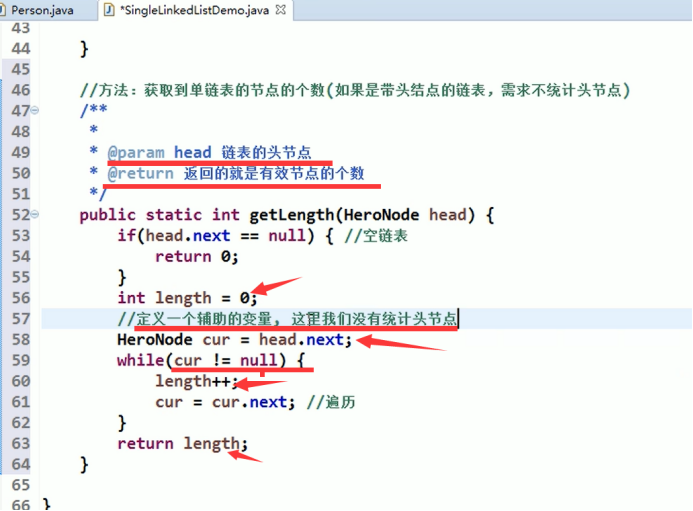 Person.java *SingleLinkedListDemo.java
43
44 }
45
46 //方法：获取到单链表的节点的个数(如果是带头结点的链表，需求不统计头节点)
47 /**
48 *
49 * @param head 链表的头节点
50 * @return 返回的就是有效节点的个数
51 */
52 public static int getLength(HeroNode head) {
53 if(head.next == null) { //空链表
54 return 0;
55 }
56 int length = 0;
57 //定义一个辅助的变量, 这里我们没有统计头节点
58 HeroNode cur = head.next;
59 while(cur != null) {
60 length++;
61 cur = cur.next; //遍历
62 }
63 return length;
64 }
65
66 }